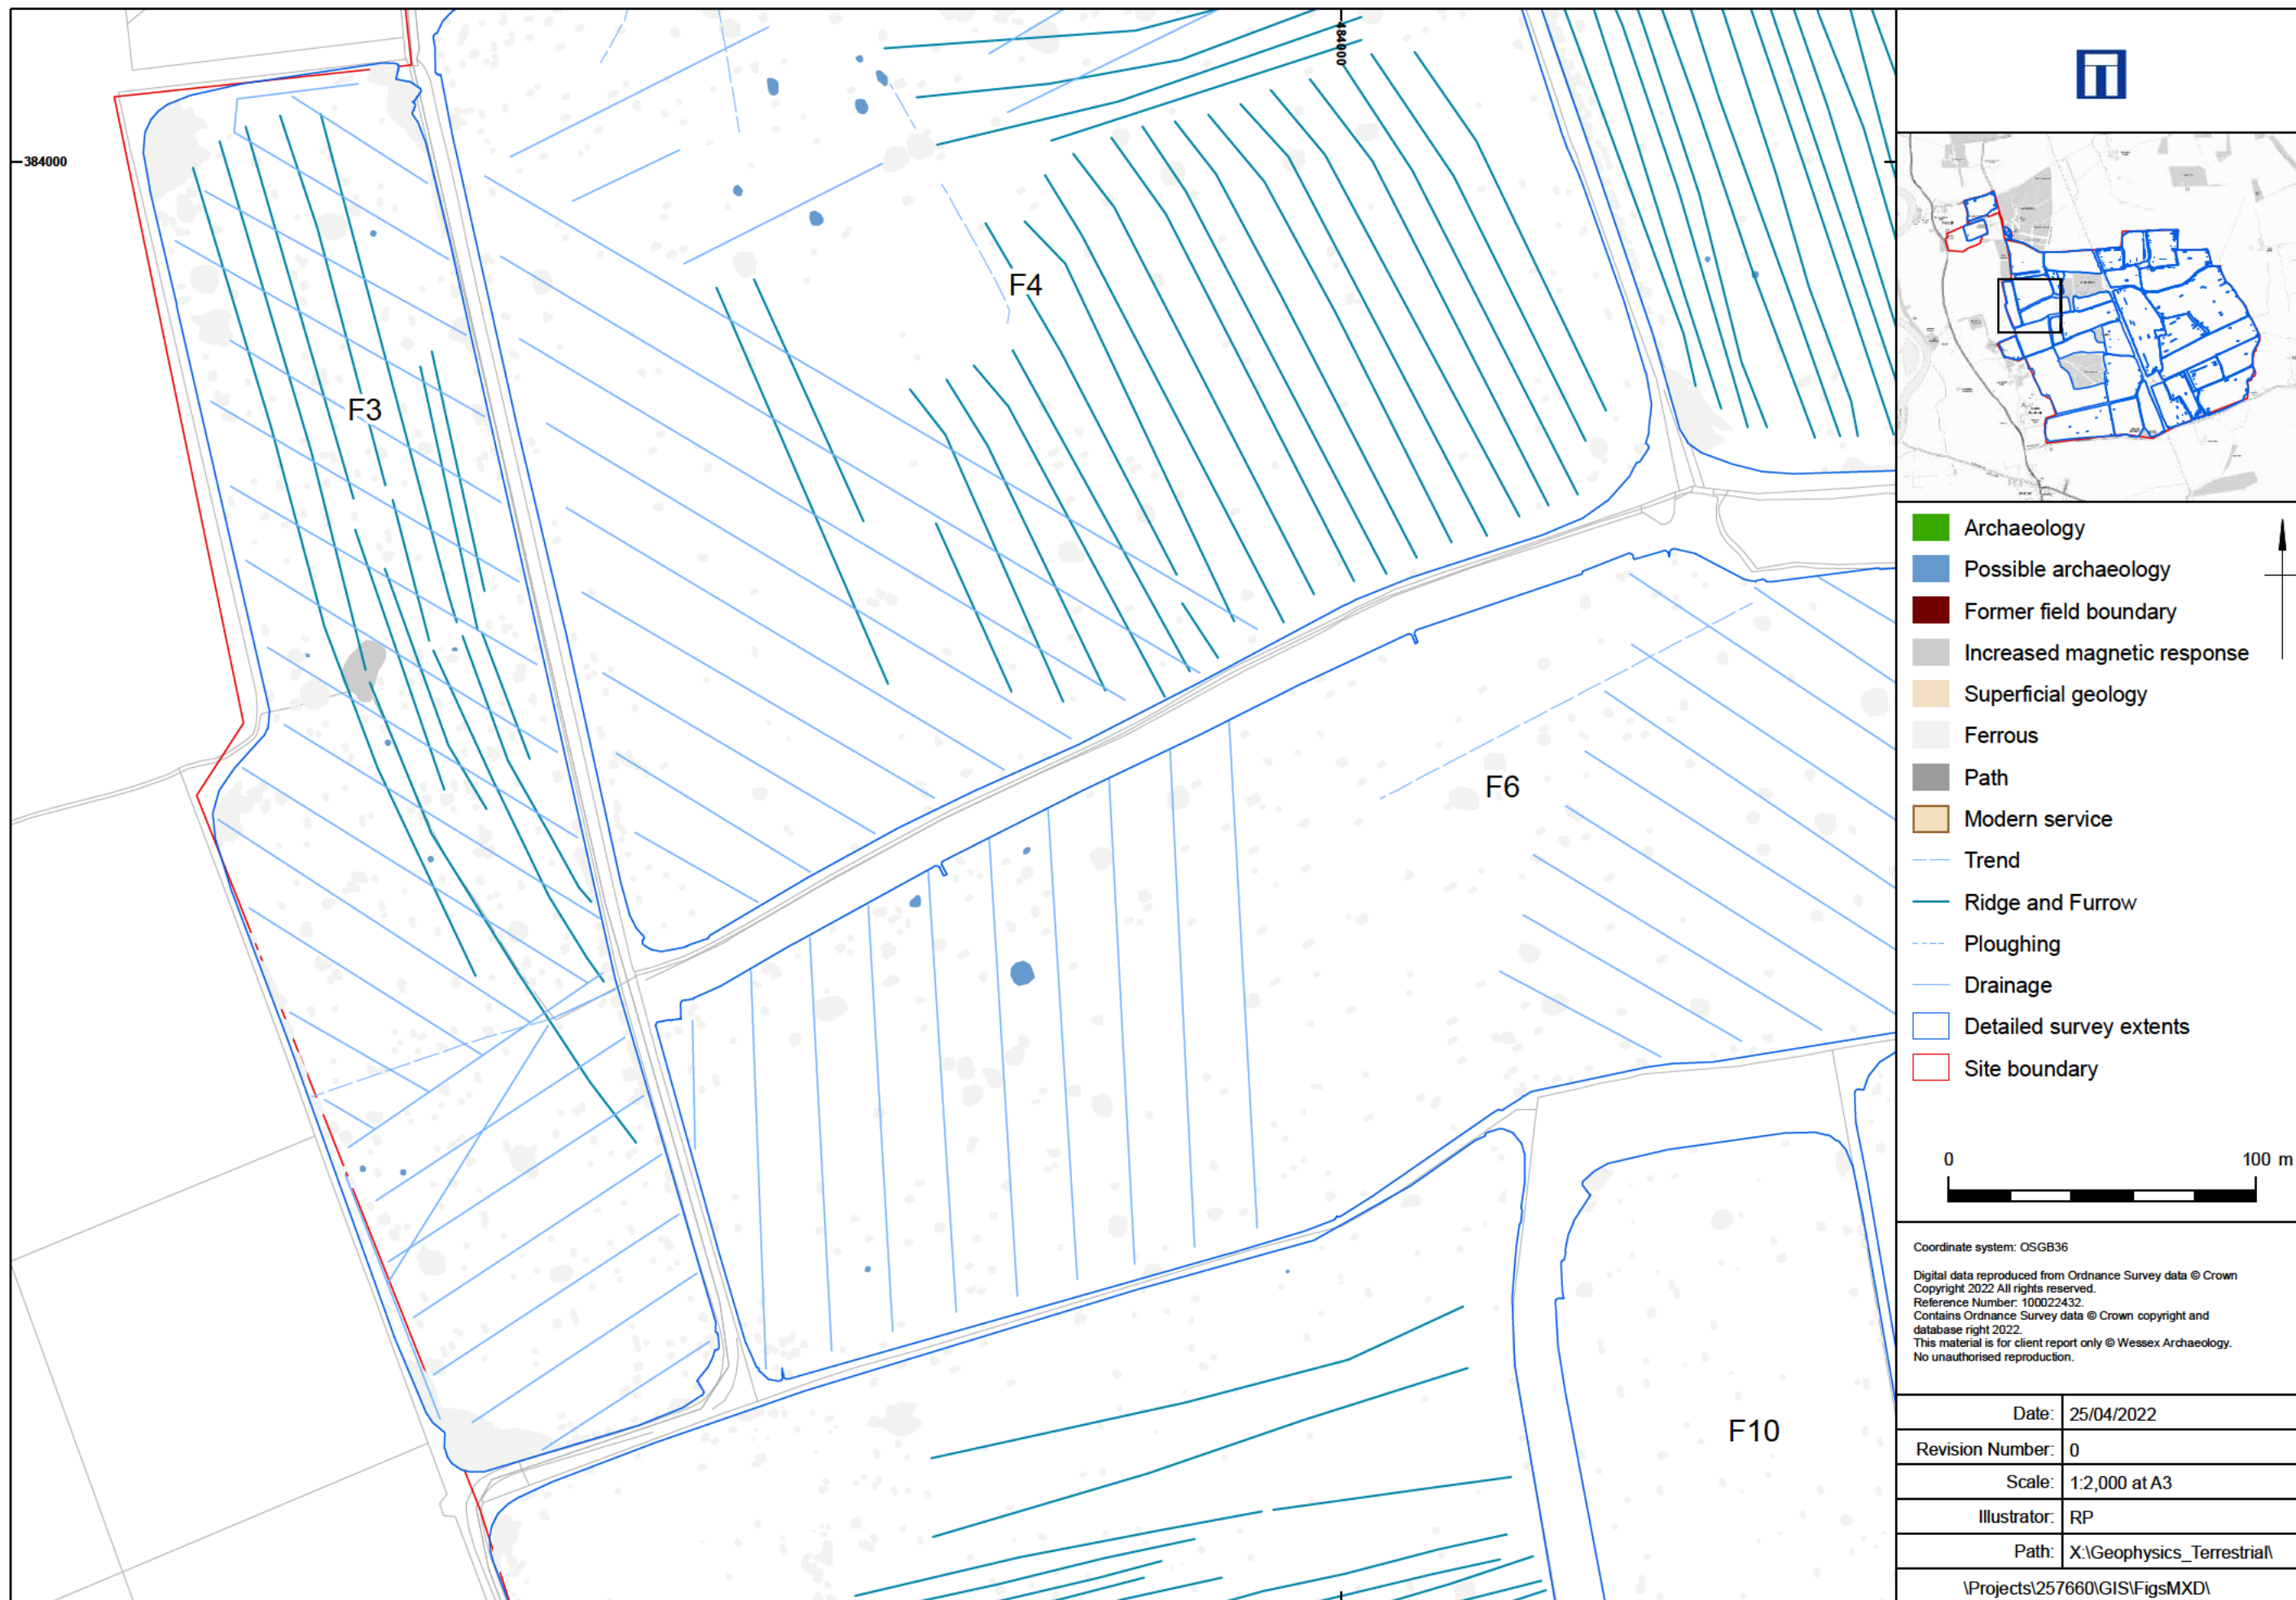 484000
384000
F4
F3
F6
F10
Archaeology
Possible archaeology
Former field boundary
Increased magnetic response
Superficial geology
Ferrous
Path
Modern service
Trend
Ridge and Furrow
Ploughing
Drainage
Detailed survey extents
Site boundary
0 100 m
Coordinate system: OSGB36
Digital data reproduced from Ordnance Survey data © Crown
Copyright 2022 All rights reserved.
Reference Number: 100022432.
Contains Ordnance Survey data © Crown copyright and
database right 2022.
This material is for client report only © Wessex Archaeology.
No unauthorised reproduction.
Date: 25/04/2022
Revision Number: 0
Scale: 1:2,000 at A3
Illustrator: RP
Path: X:\Geophysics_Terrestrial\
\Projects\257660\GIS\FigsMXD\